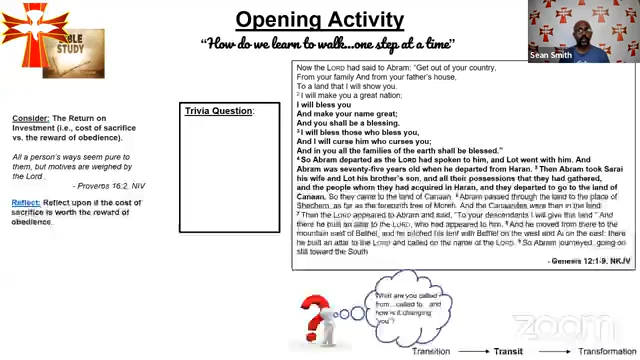 Opening Activity
“How do we learn to walk...one step at a time”
BIBLE
STUDY
Sean Smith
Consider: The Return on
Investment (i.e., cost of sacrifice
vs. the reward of obedience).
All a person's ways seem pure to
them, but motives are weighed by
the Lord
- Proverbs 16:2, NIV
Reflect: Reflect upon if the cost of
sacrifice is worth the reward of
obedience.
Trivia Question:
Now the LORD had said to Abram: “Get out of your country,
From your family And from your father's house,
To a land that I will show you.
2 I will make you a great nation;
I will bless you
And make your name great;
And you shall be a blessing.
3 I will bless those who bless you,
And I will curse him who curses you;
And in you all the families of the earth shall be blessed.”
4 So Abram departed as the LORD had spoken to him, and Lot went with him. And
Abram was seventy-five years old when he departed from Haran. 5 Then Abram took Sarai
his wife and Lot his brother's son, and all their possessions that they had gathered,
and the people whom they had acquired in Haran, and they departed to go to the land of
Canaan. So they came to the land of Canaan. 6 Abram passed through the land to the place of
Shechem, as far as the terebinth tree of Moreh. And the Canaanites were then in the land.
7 Then the LORD appeared to Abram and said, “To your descendants I will give this land.” And
there he built an altar to the LORD, who had appeared to him. 8 And he moved from there to the
mountain east of Bethel, and he pitched his tent with Bethel on the west and Ai on the east; there
he built an altar to the LORD and called on the name of the LORD. 9 So Abram journeyed, going on
still toward the South
- Genesis 12:1-9, NKJV
What are you called
from...called to, and
how is it changing
“you”?
zoom
Transition Transit Transformation